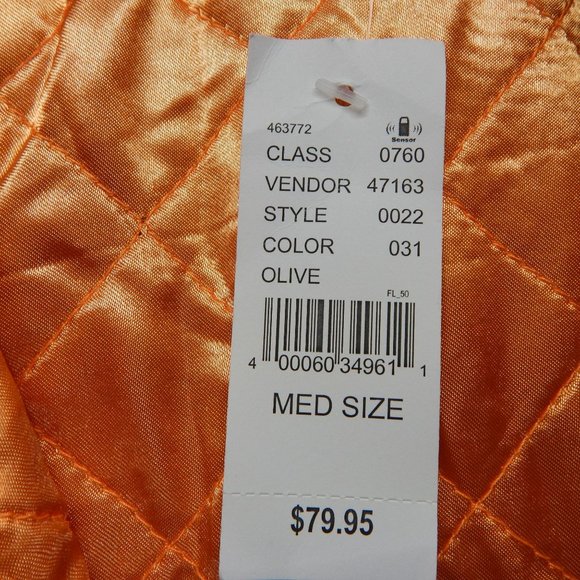 463772
Sensor
CLASS 0760
VENDOR 47163
STYLE 0022
COLOR 031
OLIVE
FL_50
4 00060 34961 1
MED SIZE
$79.95